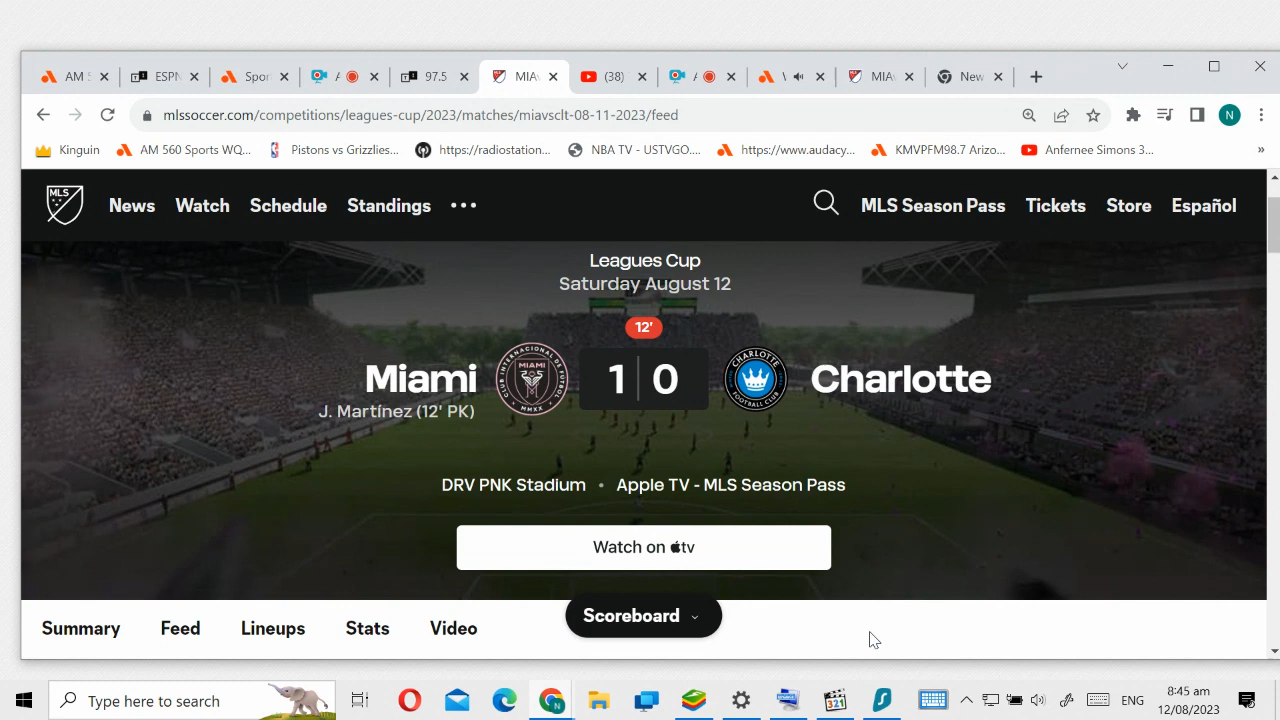 AM 5
ESPN
Spor
97.5
MIA
(38)
MIA
New
mlssoccer.com/competitions/leagues-cup/2023/matches/miavsclt-08-11-2023/feed
N
Kinguin
AM 560 Sports WQ...
Pistons vs Grizzlies...
https://radiostation...
NBA TV - USTVGO....
https://www.audacy...
KMVPFM98.7 Arizo...
Anfernee Simons 3...
»
MLS
News Watch Schedule Standings •••
MLS Season Pass Tickets Store Español
Leagues Cup
Saturday August 12
12'
Miami 1 0 Charlotte
J. Martínez (12' PK)
DRV PNK Stadium • Apple TV - MLS Season Pass
Watch on tv
Scoreboard
Summary Feed Lineups Stats Video
Type here to search
ENG
8:45 am
12/08/2023